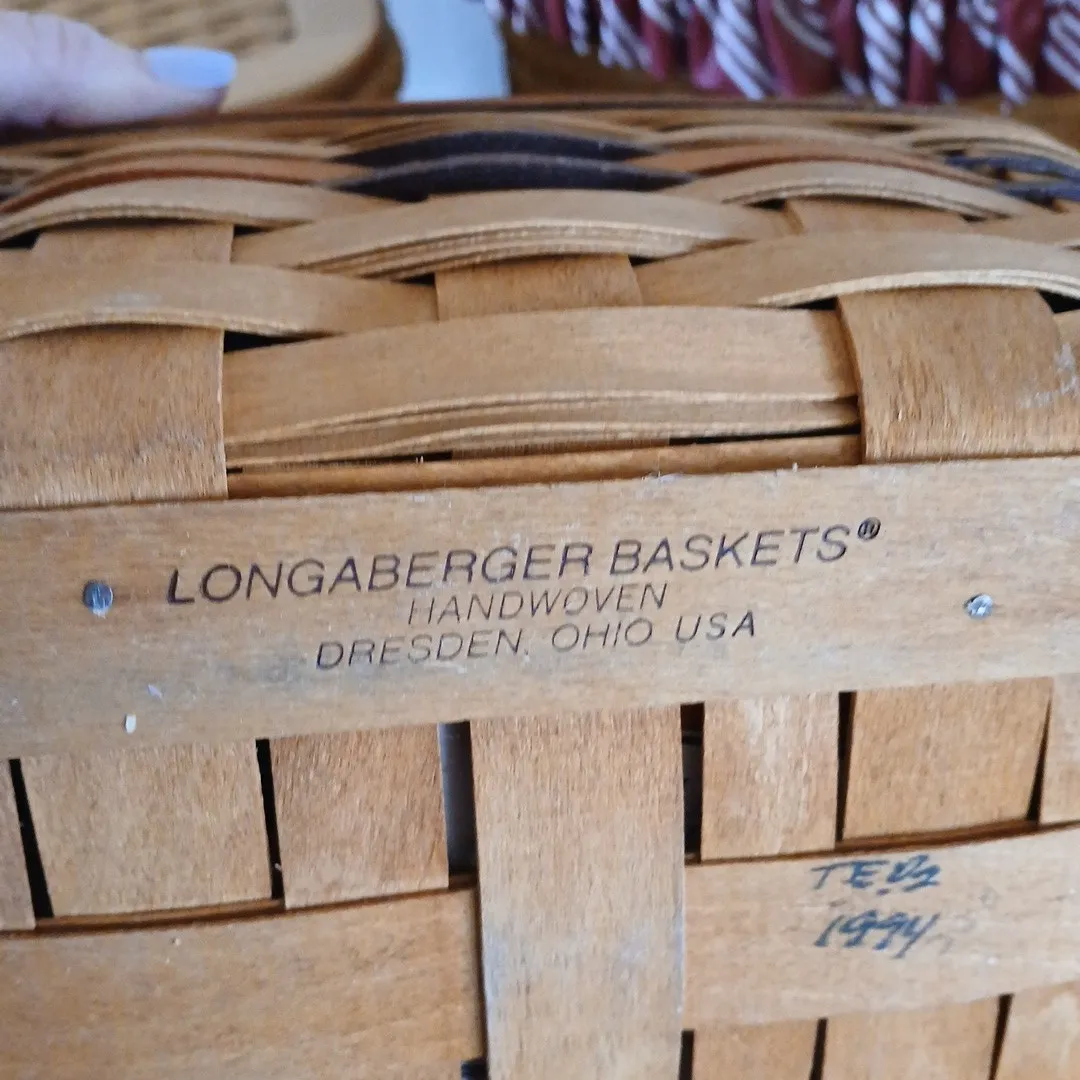 LONGABERGER BASKETS®
HANDWOVEN
DRESDEN, OHIO USA
1994